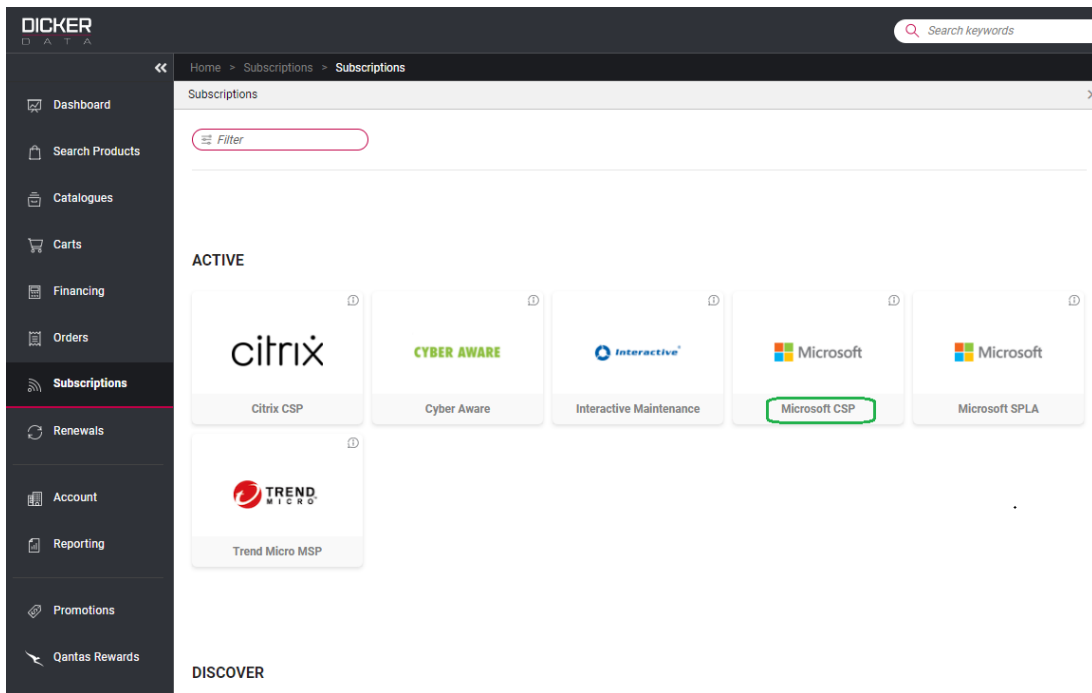 DICKER
DATA
Search keywords
Home > Subscriptions > Subscriptions
Subscriptions
Dashboard
Search Products
Catalogues
Carts
Financing
Orders
Subscriptions
Renewals
Account
Reporting
Promotions
Qantas Rewards
Filter
ACTIVE
citrix
Citrix CSP
CYBER AWARE
Cyber Aware
Interactive
Interactive Maintenance
Microsoft
Microsoft CSP
Microsoft
Microsoft SPLA
TREND
MICRO
Trend Micro MSP
DISCOVER